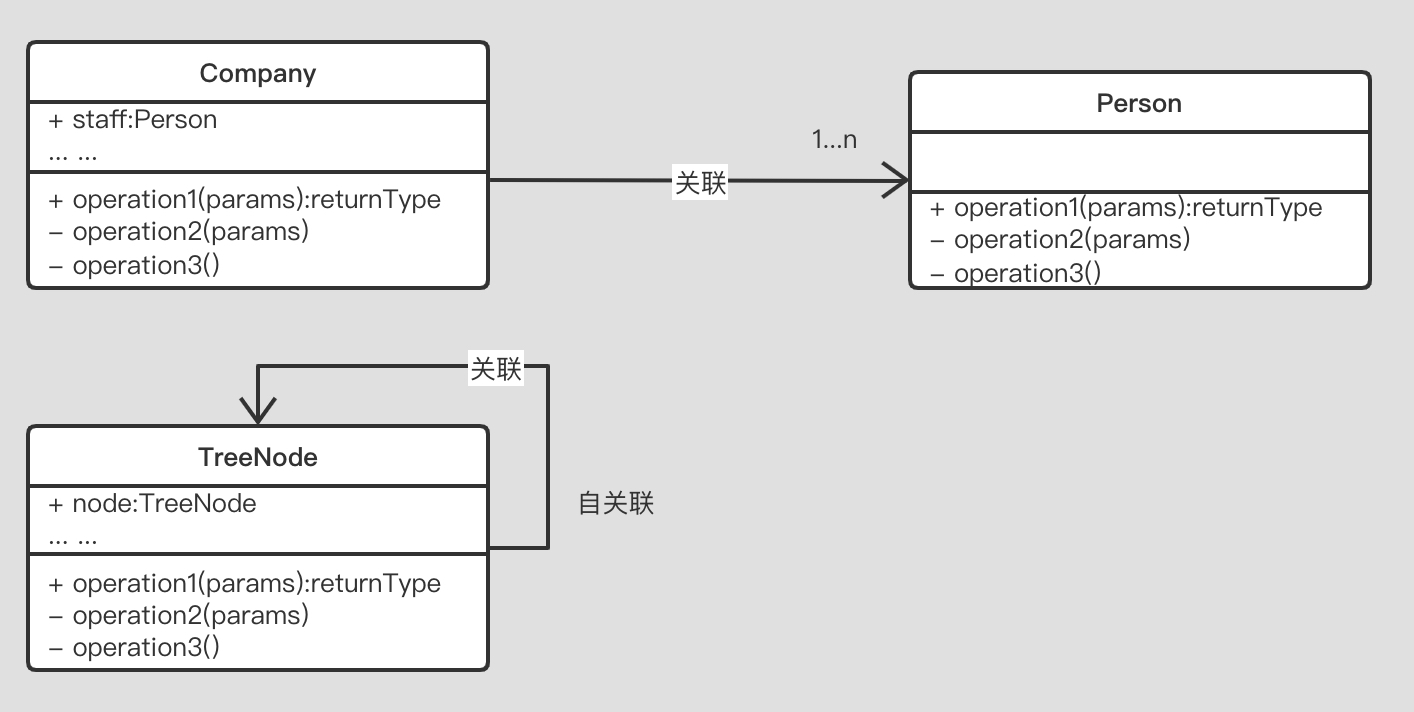 Company
+ staff:Person
... ...
+ operation1(params):returnType
– operation2(params)
– operation3()
关联
1...n
Person
+ operation1(params):returnType
– operation2(params)
– operation3()
关联
TreeNode
+ node:TreeNode
... ...
+ operation1(params):returnType
– operation2(params)
– operation3()
自关联